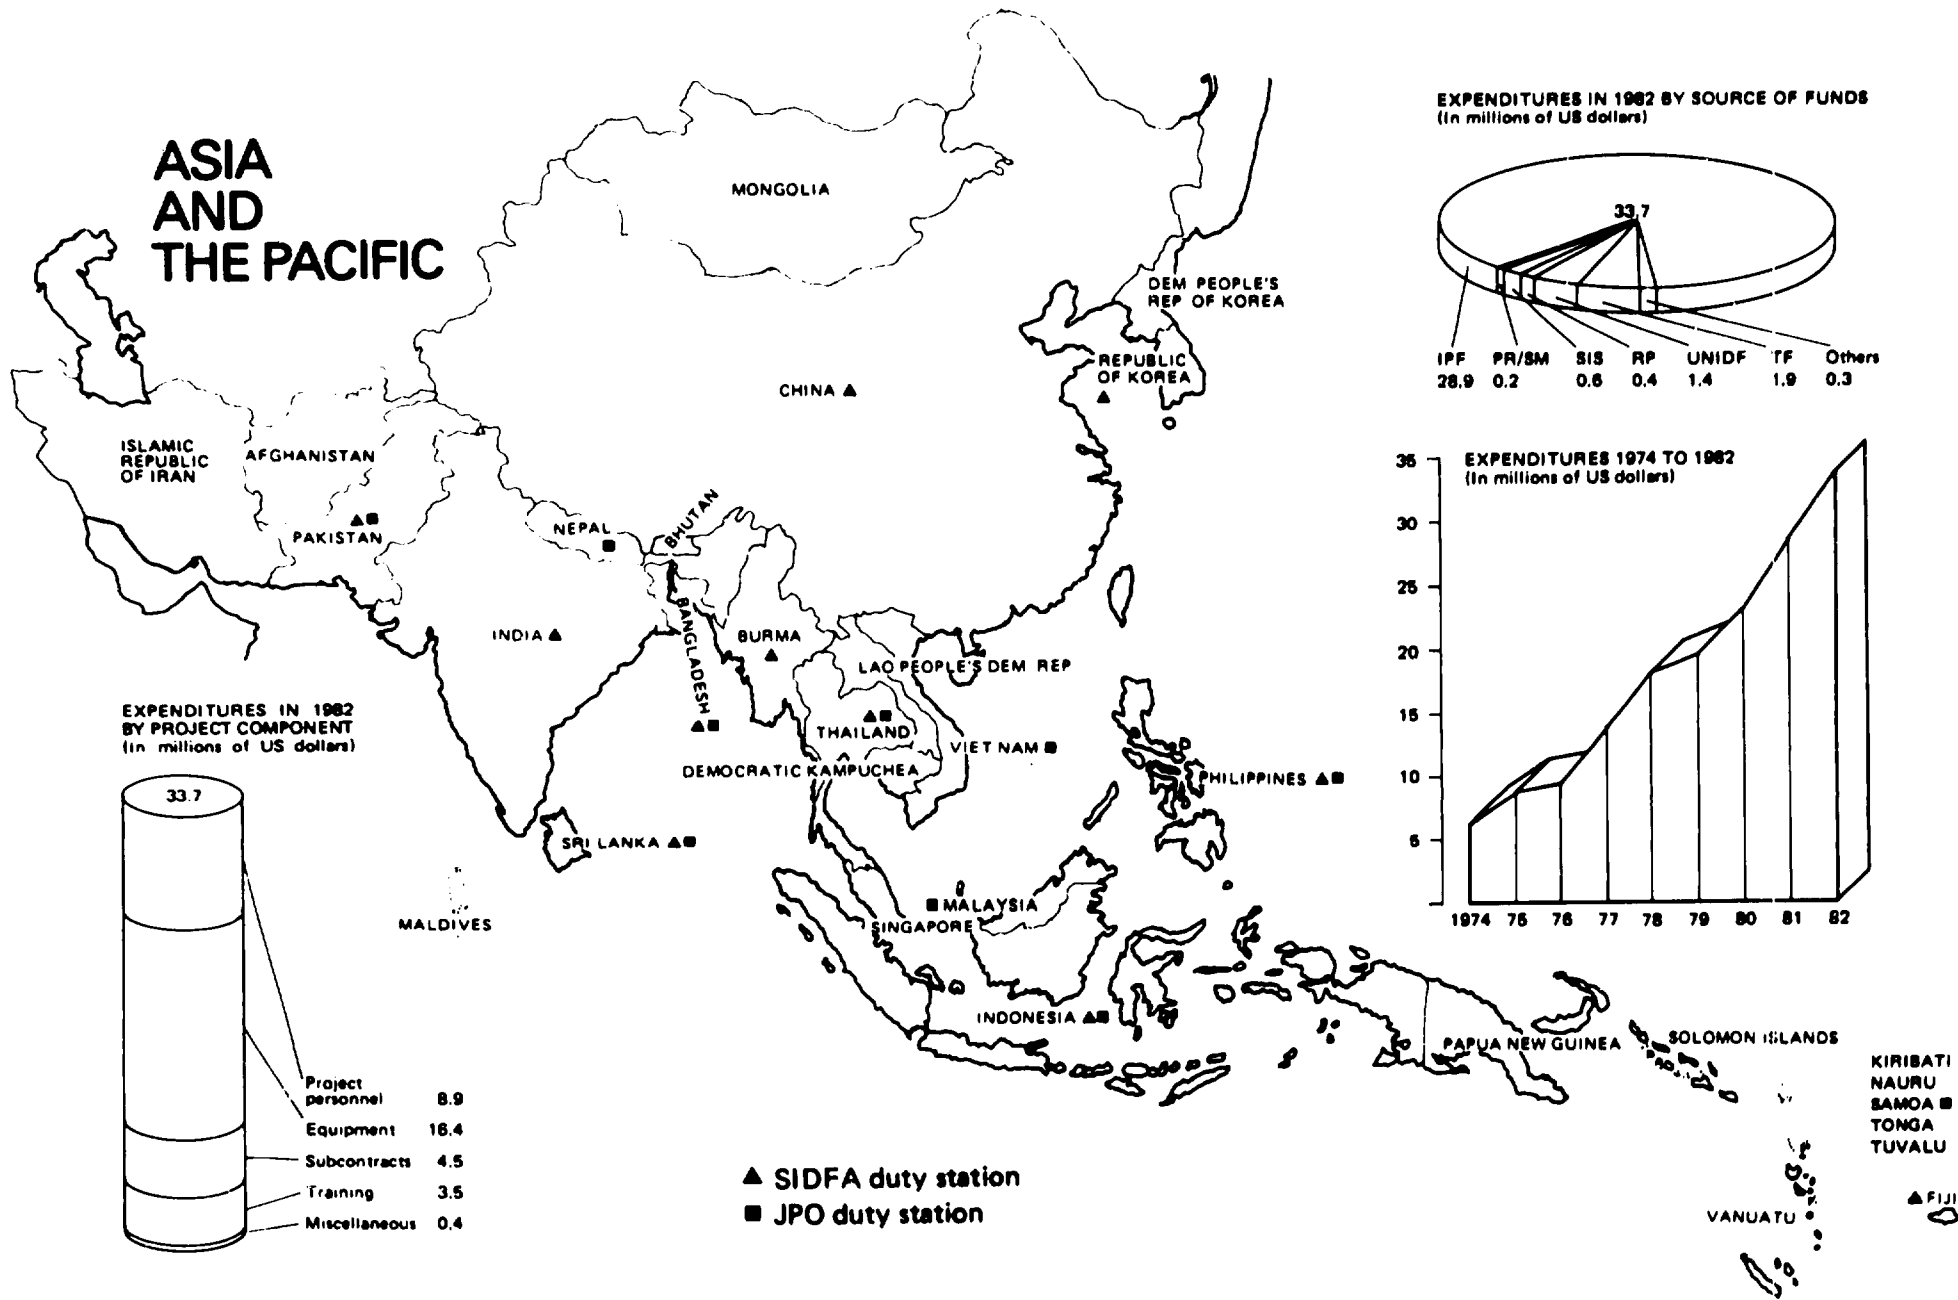 ASIA
AND
THE PACIFIC
EXPENDITURES IN 1982 BY SOURCE OF FUNDS
(In millions of US dollars)
33.7
IPF PR/SM SIS RP UNIDF TF Others
28.9 0.2 0.6 0.4 1.4 1.9 0.3
MONGOLIA
DEM PEOPLE'S
REP OF KOREA
REPUBLIC
OF KOREA ▲
CHINA ▲
ISLAMIC
REPUBLIC
OF IRAN
AFGHANISTAN
▲■
PAKISTAN
NEPAL
■
BHUTAN
BANGLADESH
▲■
INDIA ▲
BURMA
▲
LAO PEOPLE'S DEM REP
▲■
THAILAND
VIET NAM ■
DEMOCRATIC KAMPUCHEA
PHILIPPINES ▲■
SRI LANKA ▲■
MALDIVES
■ MALAYSIA
SINGAPORE
INDONESIA ▲■
PAPUA NEW GUINEA
SOLOMON ISLANDS
KIRIBATI
NAURU
SAMOA ■
TONGA
TUVALU
▲ FIJI
VANUATU
EXPENDITURES 1974 TO 1982
(In millions of US dollars)
35
30
25
20
15
10
5
1974 75 76 77 78 79 80 81 82
EXPENDITURES IN 1982
BY PROJECT COMPONENT
(In millions of US dollars)
33.7
Project
personnel 8.9
Equipment 16.4
Subcontracts 4.5
Training 3.5
Miscellaneous 0.4
▲ SIDFA duty station
■ JPO duty station